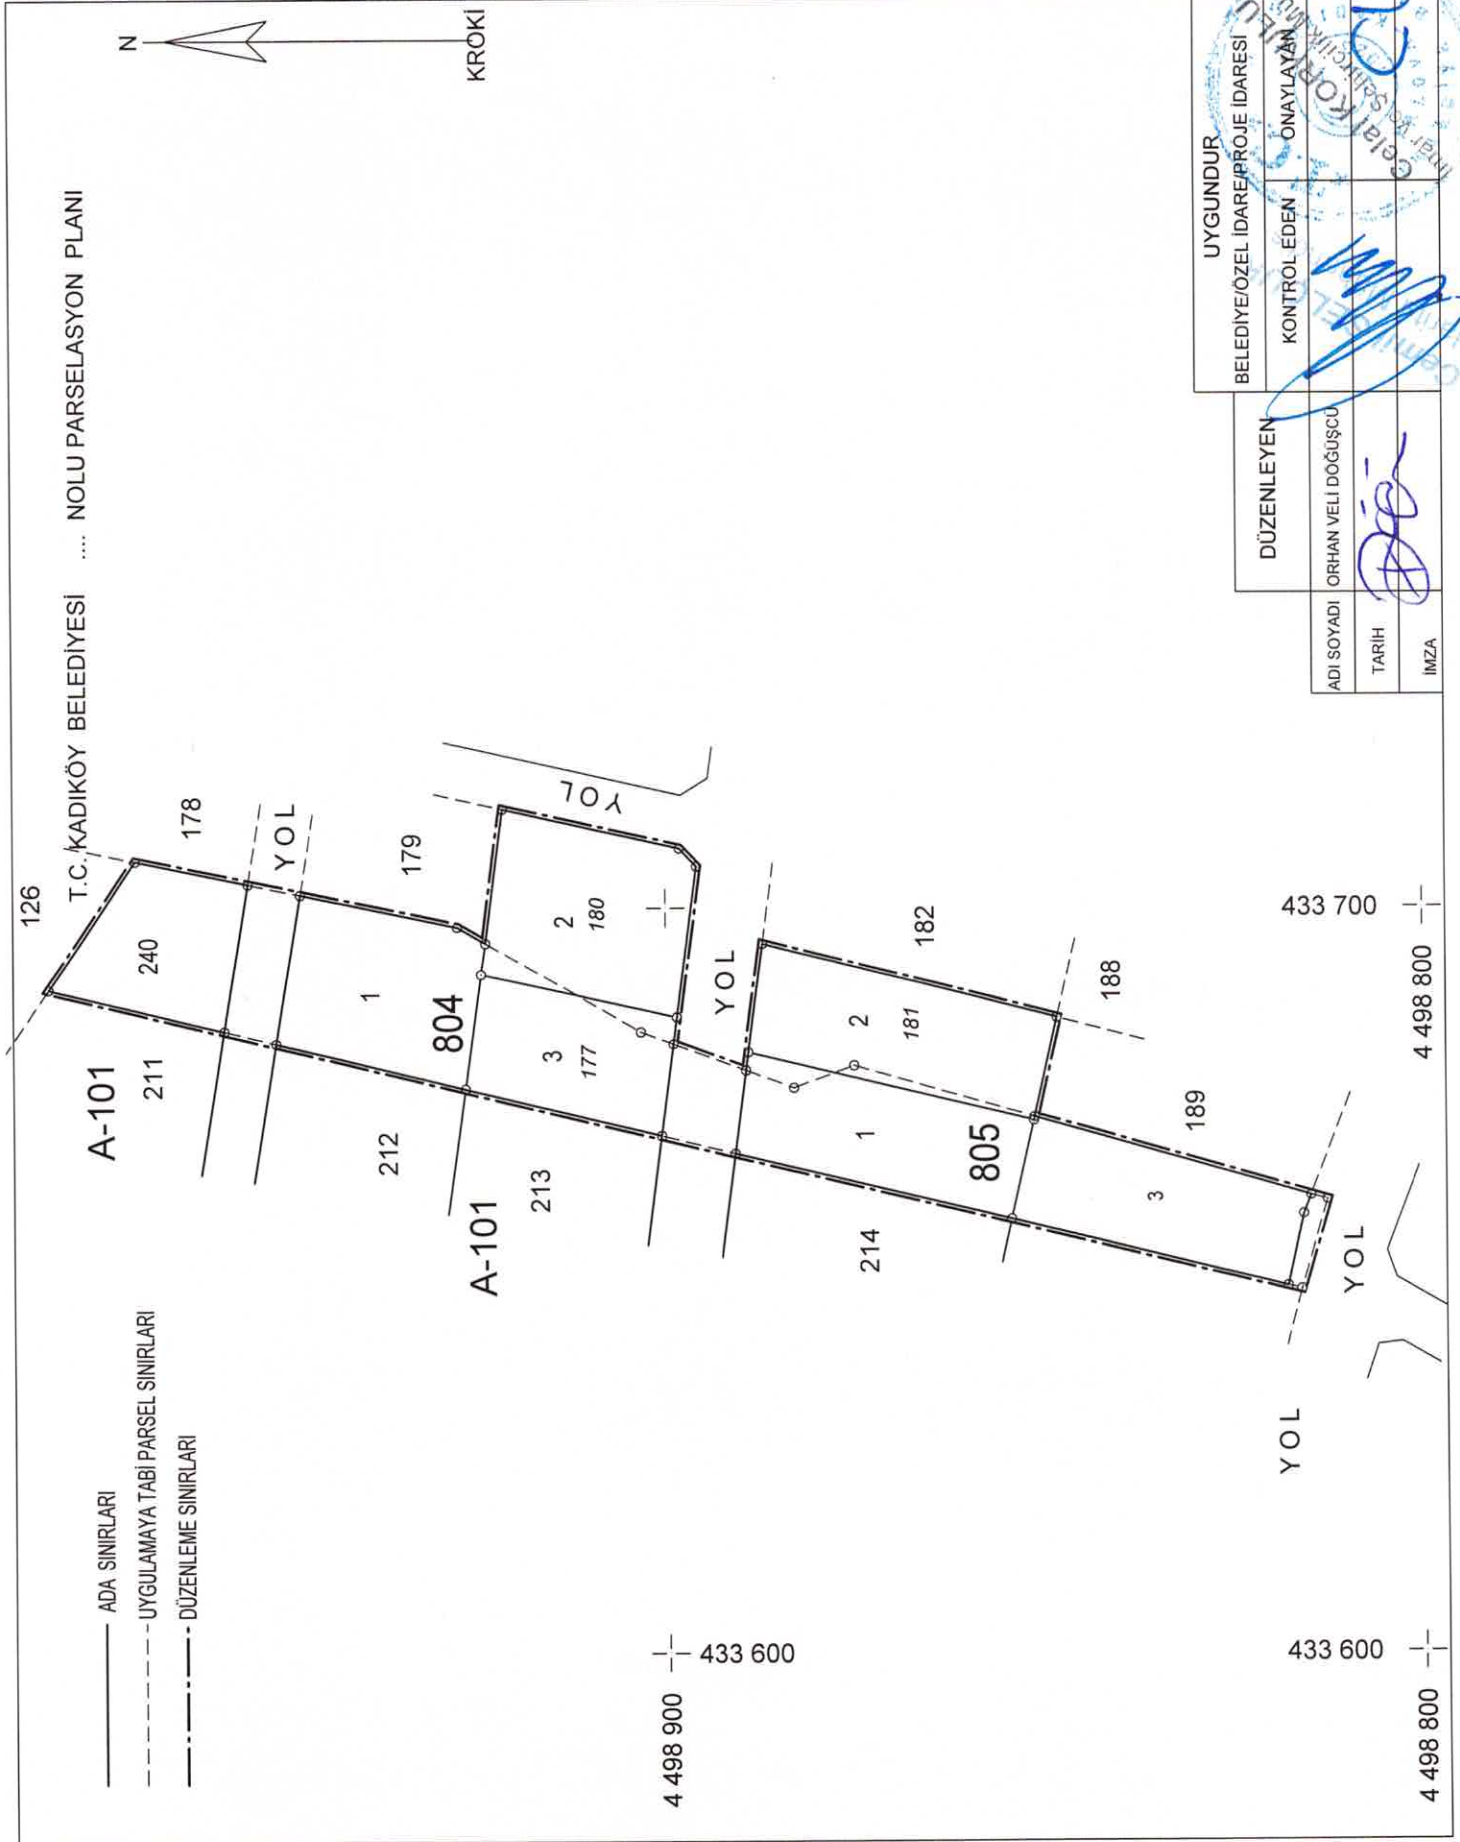 T.C. KADIKÖY BELEDİYESİ .... NOLU PARSELASYON PLANI
N
KROKİ
ADA SINIRLARI
UYGULAMAYA TABİ PARSEL SINIRLARI
DÜZENLEME SINIRLARI
126
178
240
A-101
211
YOL
179
1
212
804
YOL
2
180
3
177
A-101
213
YOL
182
2
181
1
188
805
214
189
3
YOL
YOL
4 498 900
433 600
433 700
4 498 800
433 600
4 498 800
UYGUNDUR
BELEDİYE/ÖZEL İDARE/PROJE İDARESİ
DÜZENLEYEN
KONTROL EDEN
ONAYLAYAN
ADI SOYADI
ORHAN VELİ DÖĞÜŞCÜ
TARİH
İMZA
Celal